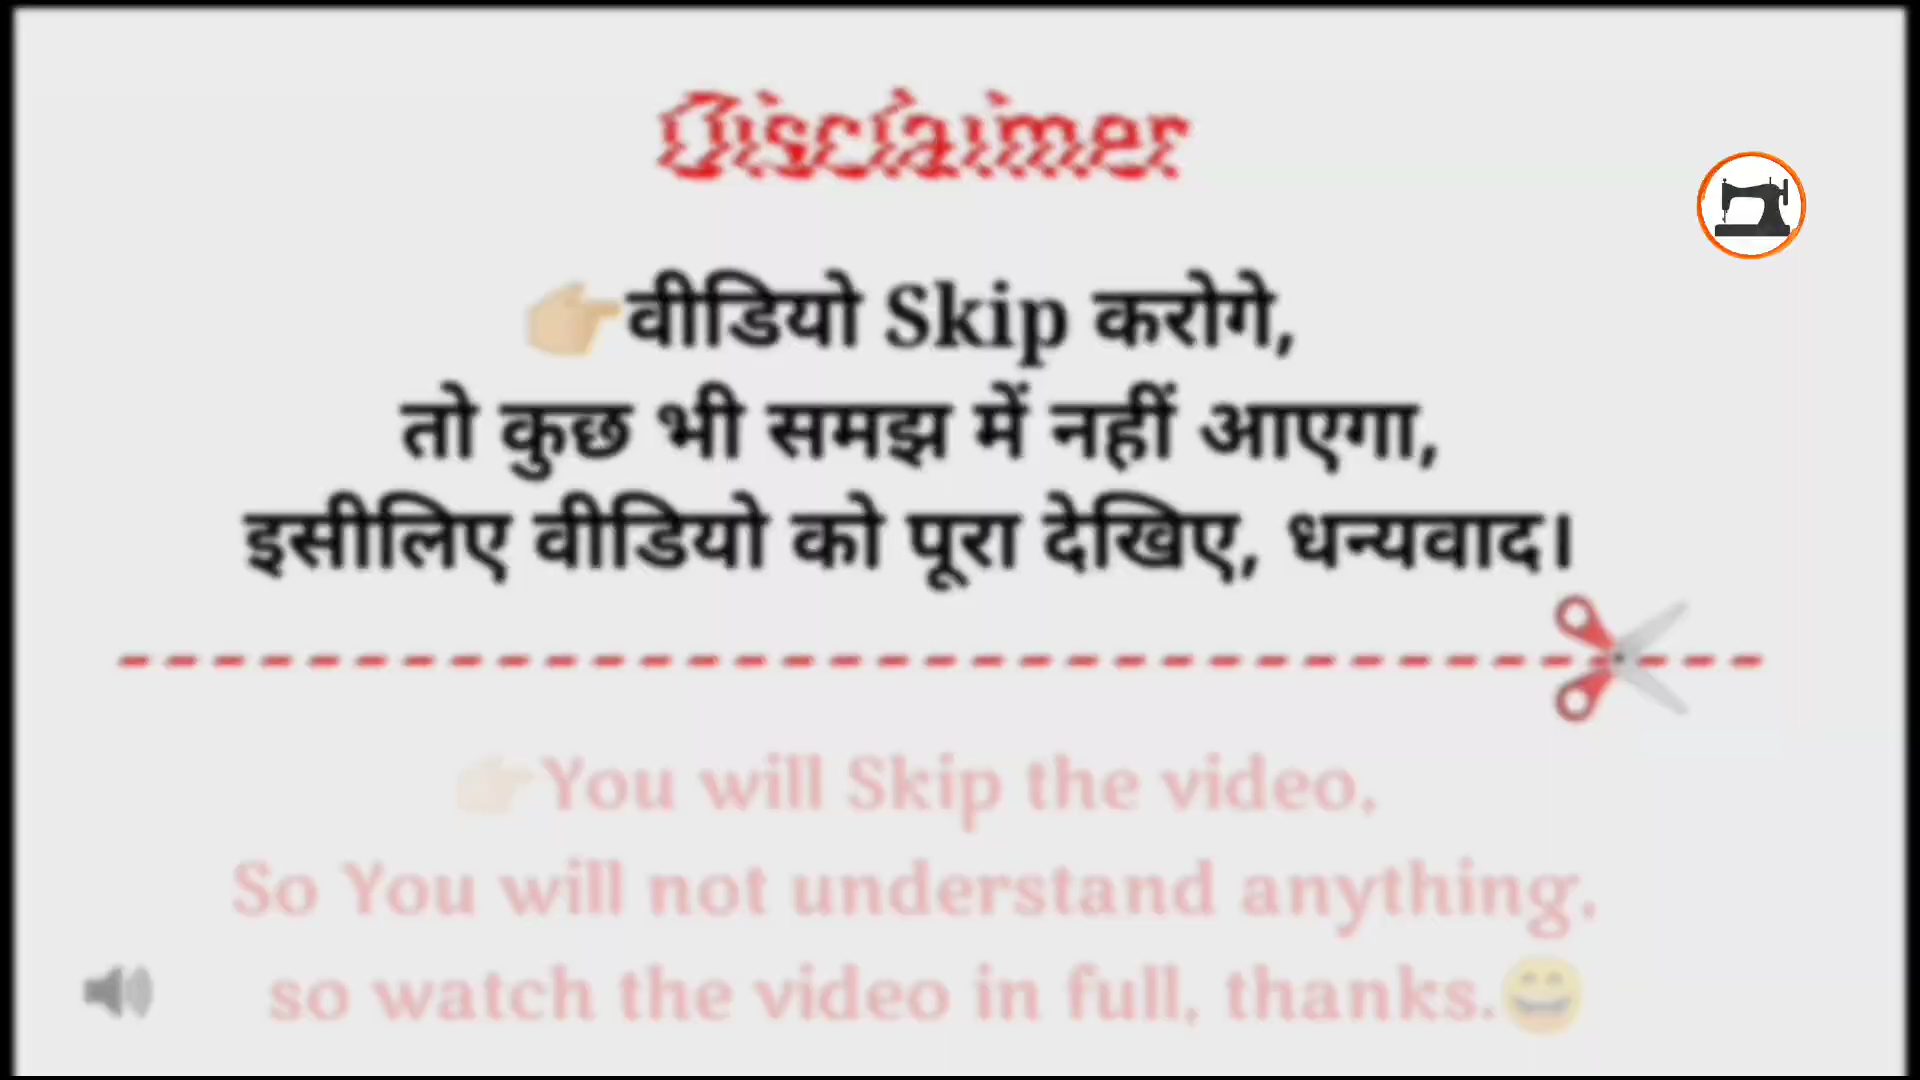 Disclaimer
👉वीडियो Skip करोगे,
तो कुछ भी समझ में नहीं आएगा,
इसीलिए वीडियो को पूरा देखिए, धन्यवाद।
👉You will Skip the video,
So You will not understand anything,
so watch the video in full, thanks.😄